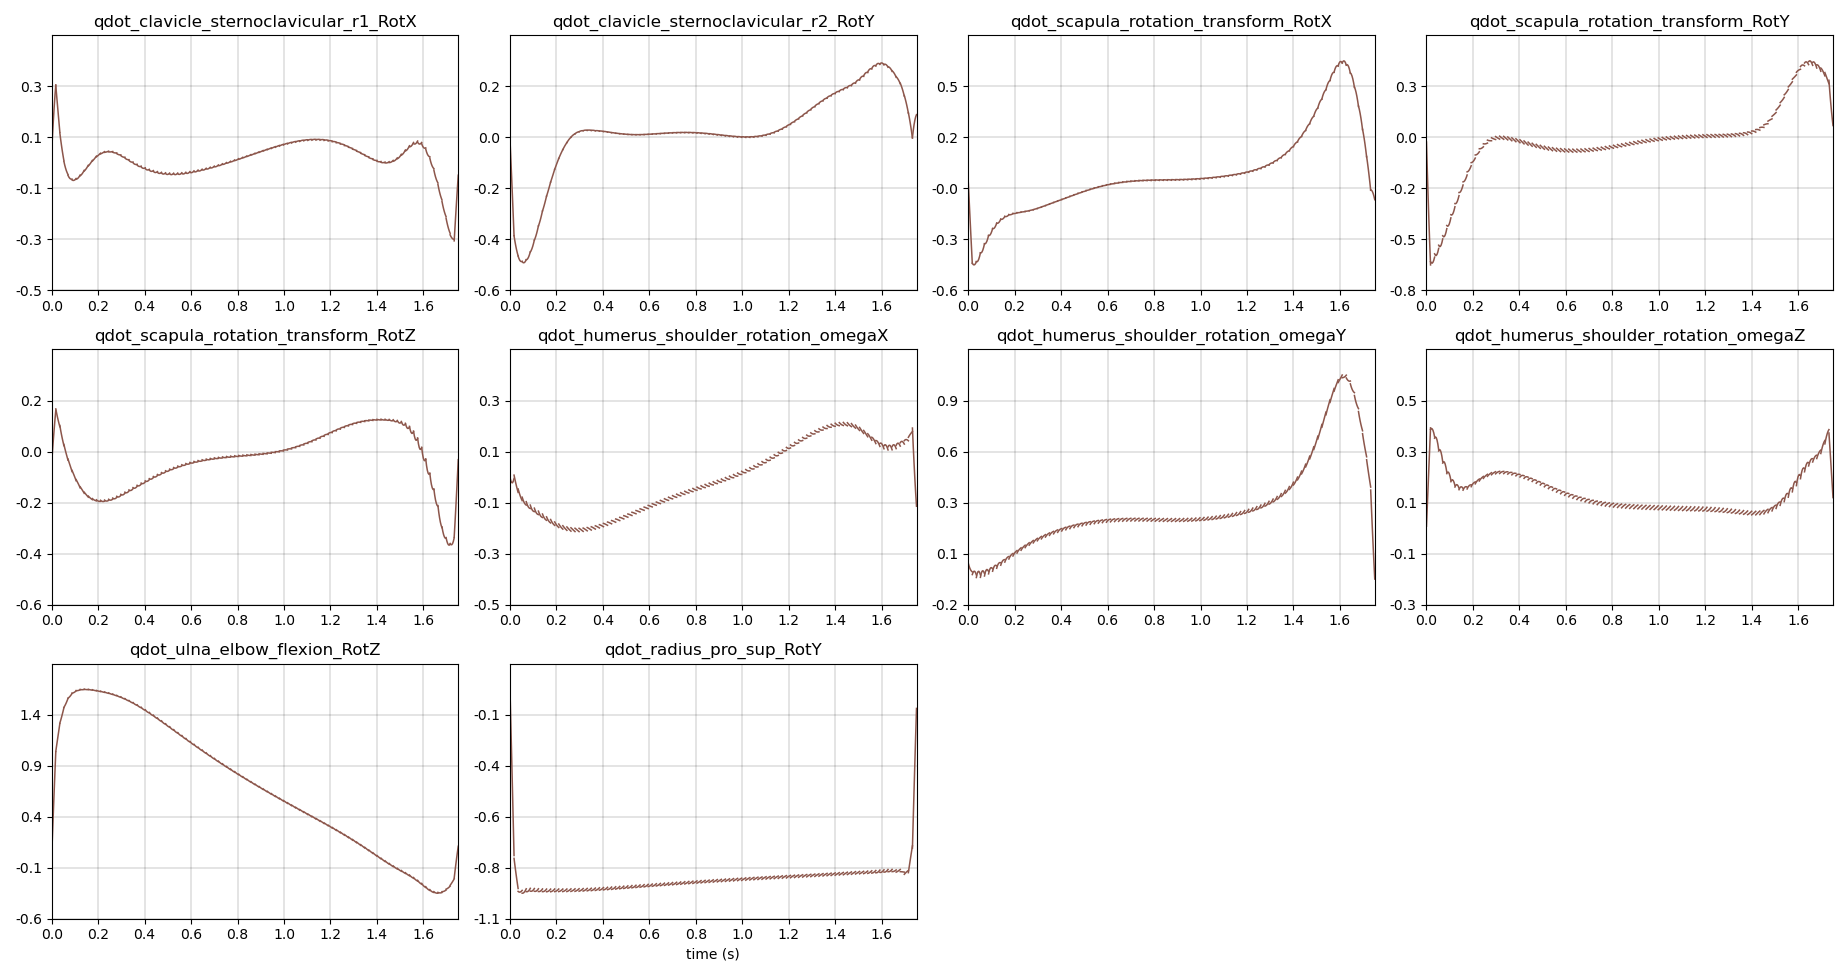 qdot_clavicle_sternoclavicular_r1_RotX
0.3
0.1
-0.1
-0.3
-0.5
0.0 0.2 0.4 0.6 0.8 1.0 1.2 1.4 1.6
qdot_clavicle_sternoclavicular_r2_RotY
0.2
0.0
-0.2
-0.4
-0.6
0.0 0.2 0.4 0.6 0.8 1.0 1.2 1.4 1.6
qdot_scapula_rotation_transform_RotX
0.5
0.2
-0.0
-0.3
-0.6
0.0 0.2 0.4 0.6 0.8 1.0 1.2 1.4 1.6
qdot_scapula_rotation_transform_RotY
0.3
0.0
-0.2
-0.5
-0.8
0.0 0.2 0.4 0.6 0.8 1.0 1.2 1.4 1.6
qdot_scapula_rotation_transform_RotZ
0.2
0.0
-0.2
-0.4
-0.6
0.0 0.2 0.4 0.6 0.8 1.0 1.2 1.4 1.6
qdot_humerus_shoulder_rotation_omegaX
0.3
0.1
-0.1
-0.3
-0.5
0.0 0.2 0.4 0.6 0.8 1.0 1.2 1.4 1.6
qdot_humerus_shoulder_rotation_omegaY
0.9
0.6
0.3
0.1
-0.2
0.0 0.2 0.4 0.6 0.8 1.0 1.2 1.4 1.6
qdot_humerus_shoulder_rotation_omegaZ
0.5
0.3
0.1
-0.1
-0.3
0.0 0.2 0.4 0.6 0.8 1.0 1.2 1.4 1.6
qdot_ulna_elbow_flexion_RotZ
1.4
0.9
0.4
-0.1
-0.6
0.0 0.2 0.4 0.6 0.8 1.0 1.2 1.4 1.6
qdot_radius_pro_sup_RotY
-0.1
-0.4
-0.6
-0.8
-1.1
0.0 0.2 0.4 0.6 0.8 1.0 1.2 1.4 1.6
time (s)